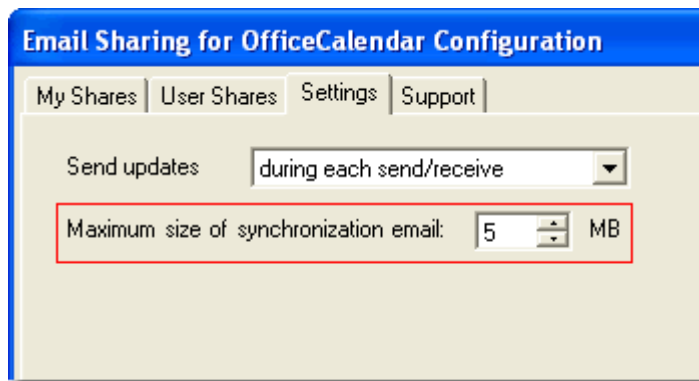 Email Sharing for OfficeCalendar Configuration
My Shares User Shares Settings Support
Send updates during each send/receive
Maximum size of synchronization email: 5 MB